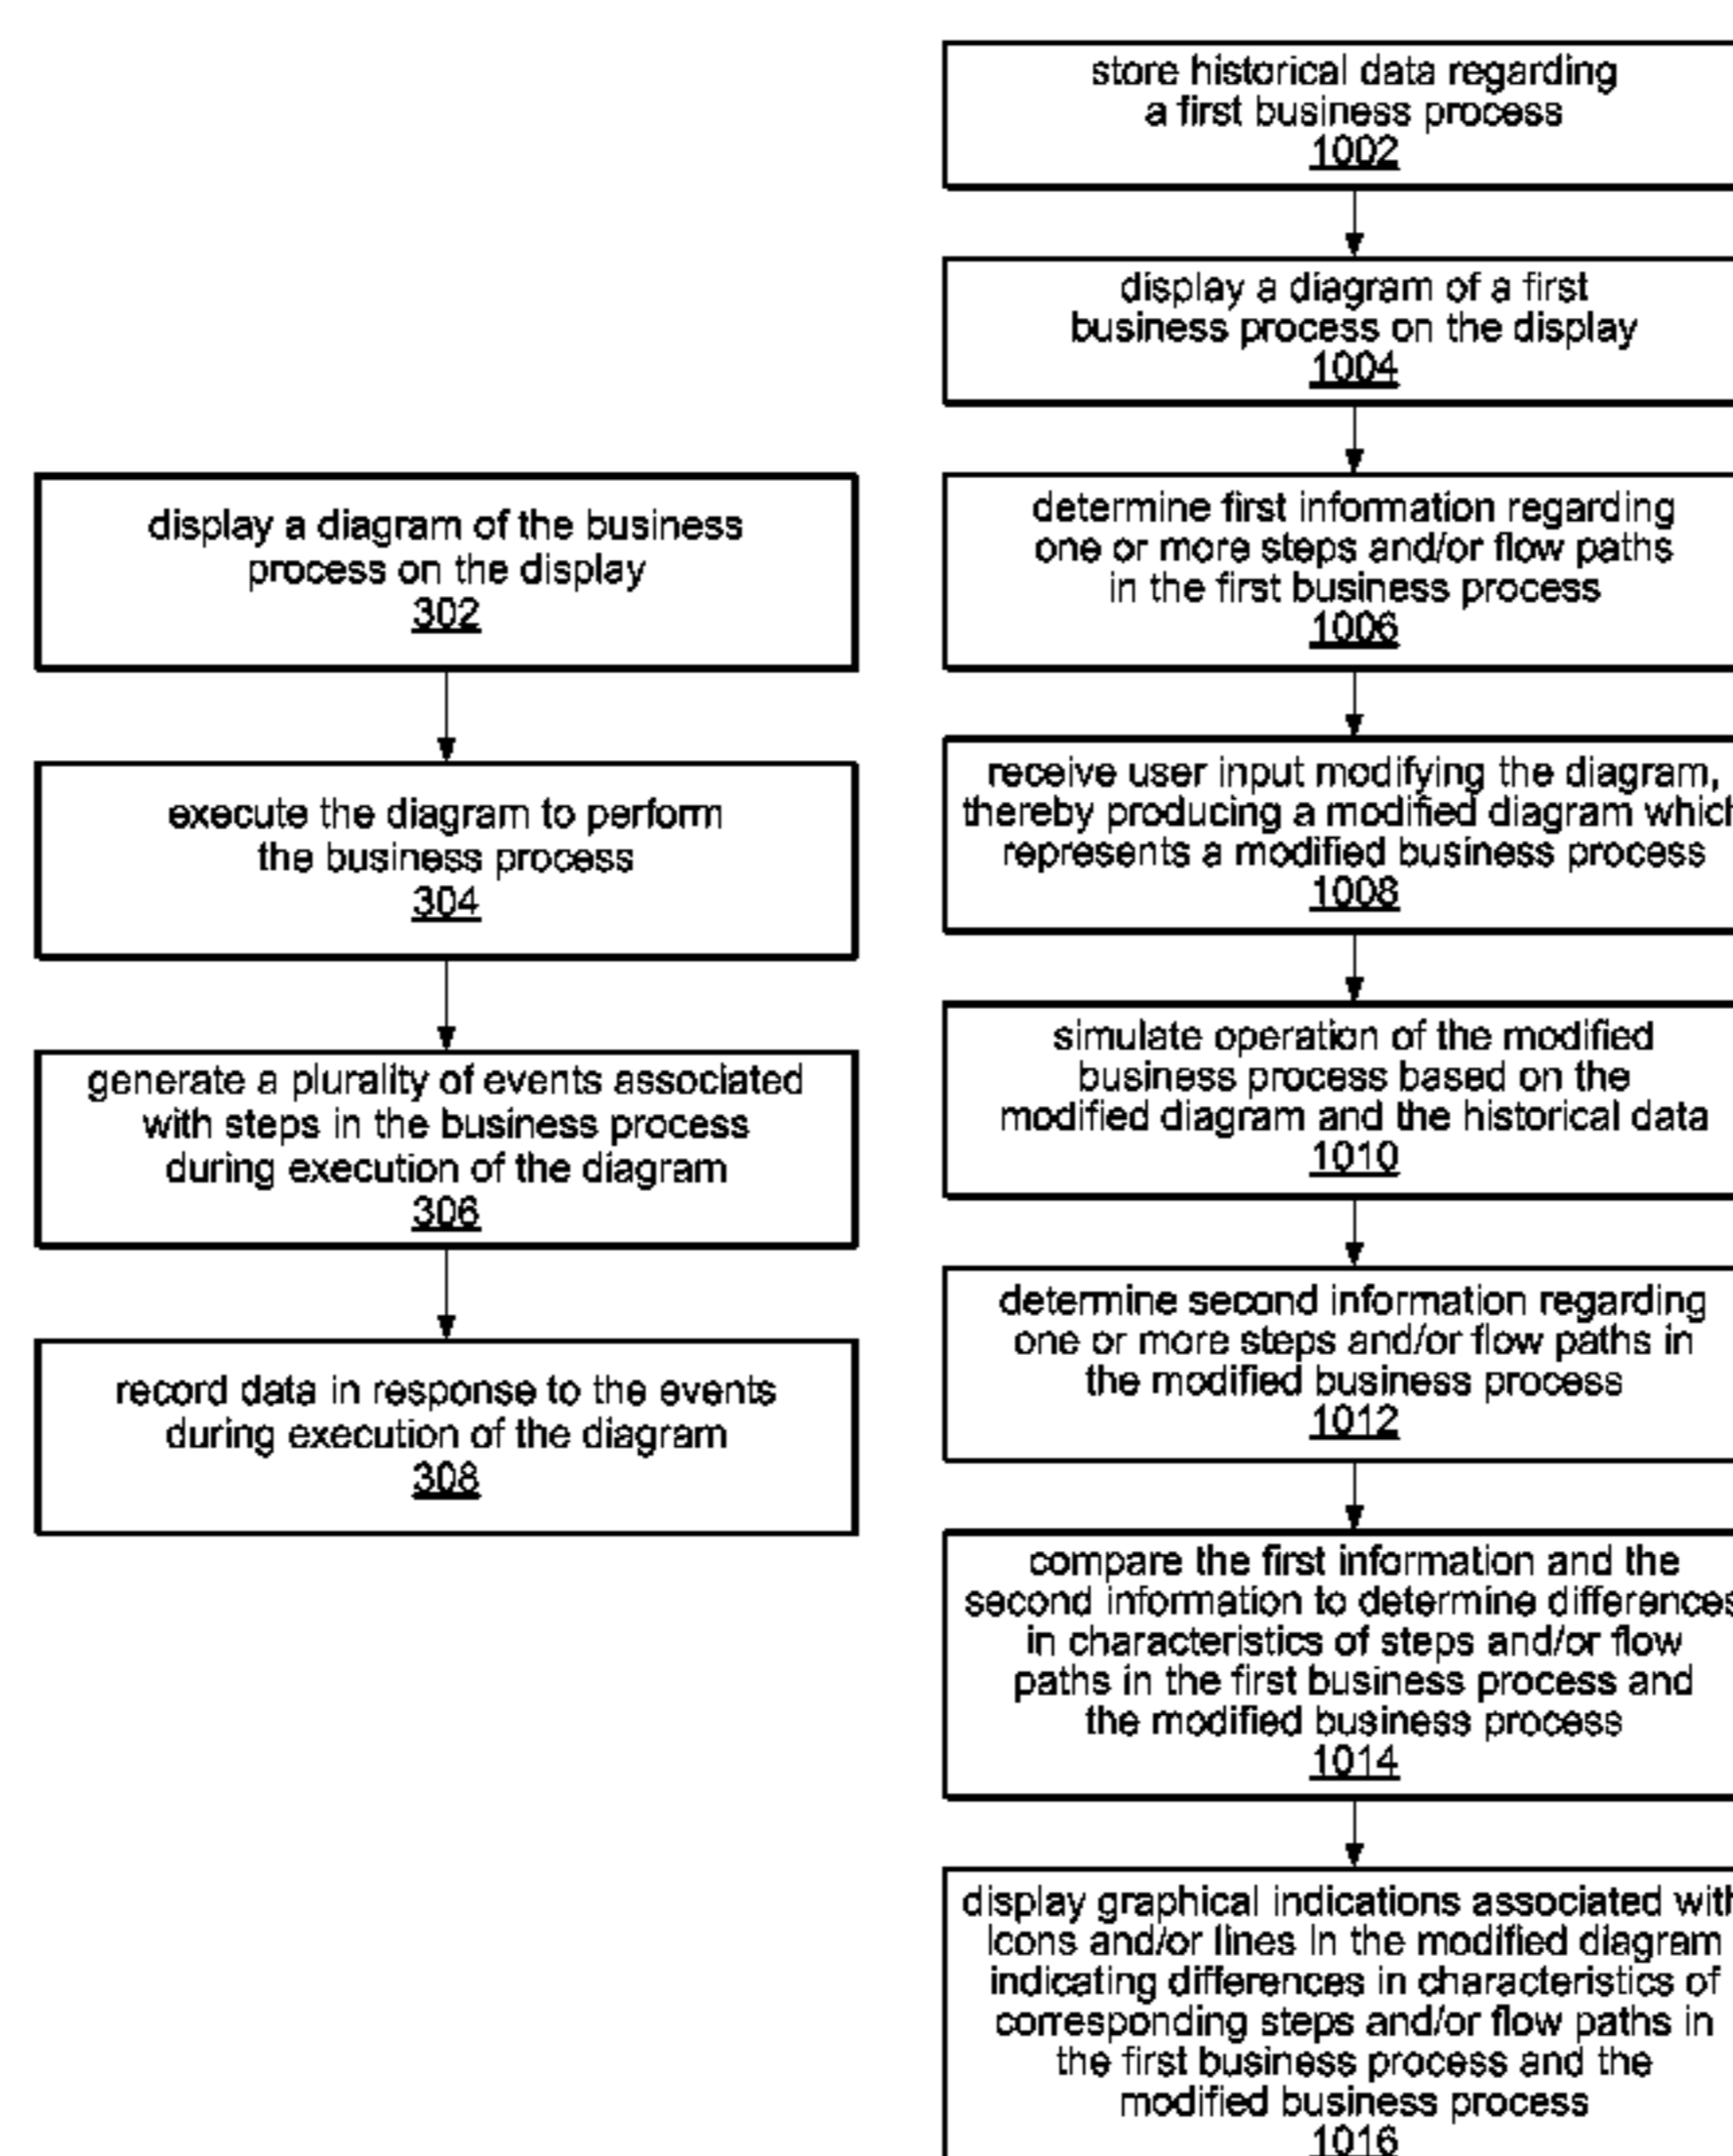 display a diagram of the business
process on the display
302
execute the diagram to perform
the business process
304
generate a plurality of events associated
with steps in the business process
during execution of the diagram
306
record data in response to the events
during execution of the diagram
308
store historical data regarding
a first business process
1002
display a diagram of a first
business process on the display
1004
determine first information regarding
one or more steps and/or flow paths
in the first business process
1006
receive user input modifying the diagram,
thereby producing a modified diagram which
represents a modified business process
1008
simulate operation of the modified
business process based on the
modified diagram and the historical data
1010
determine second information regarding
one or more steps and/or flow paths in
the modified business process
1012
compare the first information and the
second information to determine differences
in characteristics of steps and/or flow
paths in the first business process and
the modified business process
1014
display graphical indications associated with
icons and/or lines in the modified diagram
indicating differences in characteristics of
corresponding steps and/or flow paths in
the first business process and the
modified business process
1016